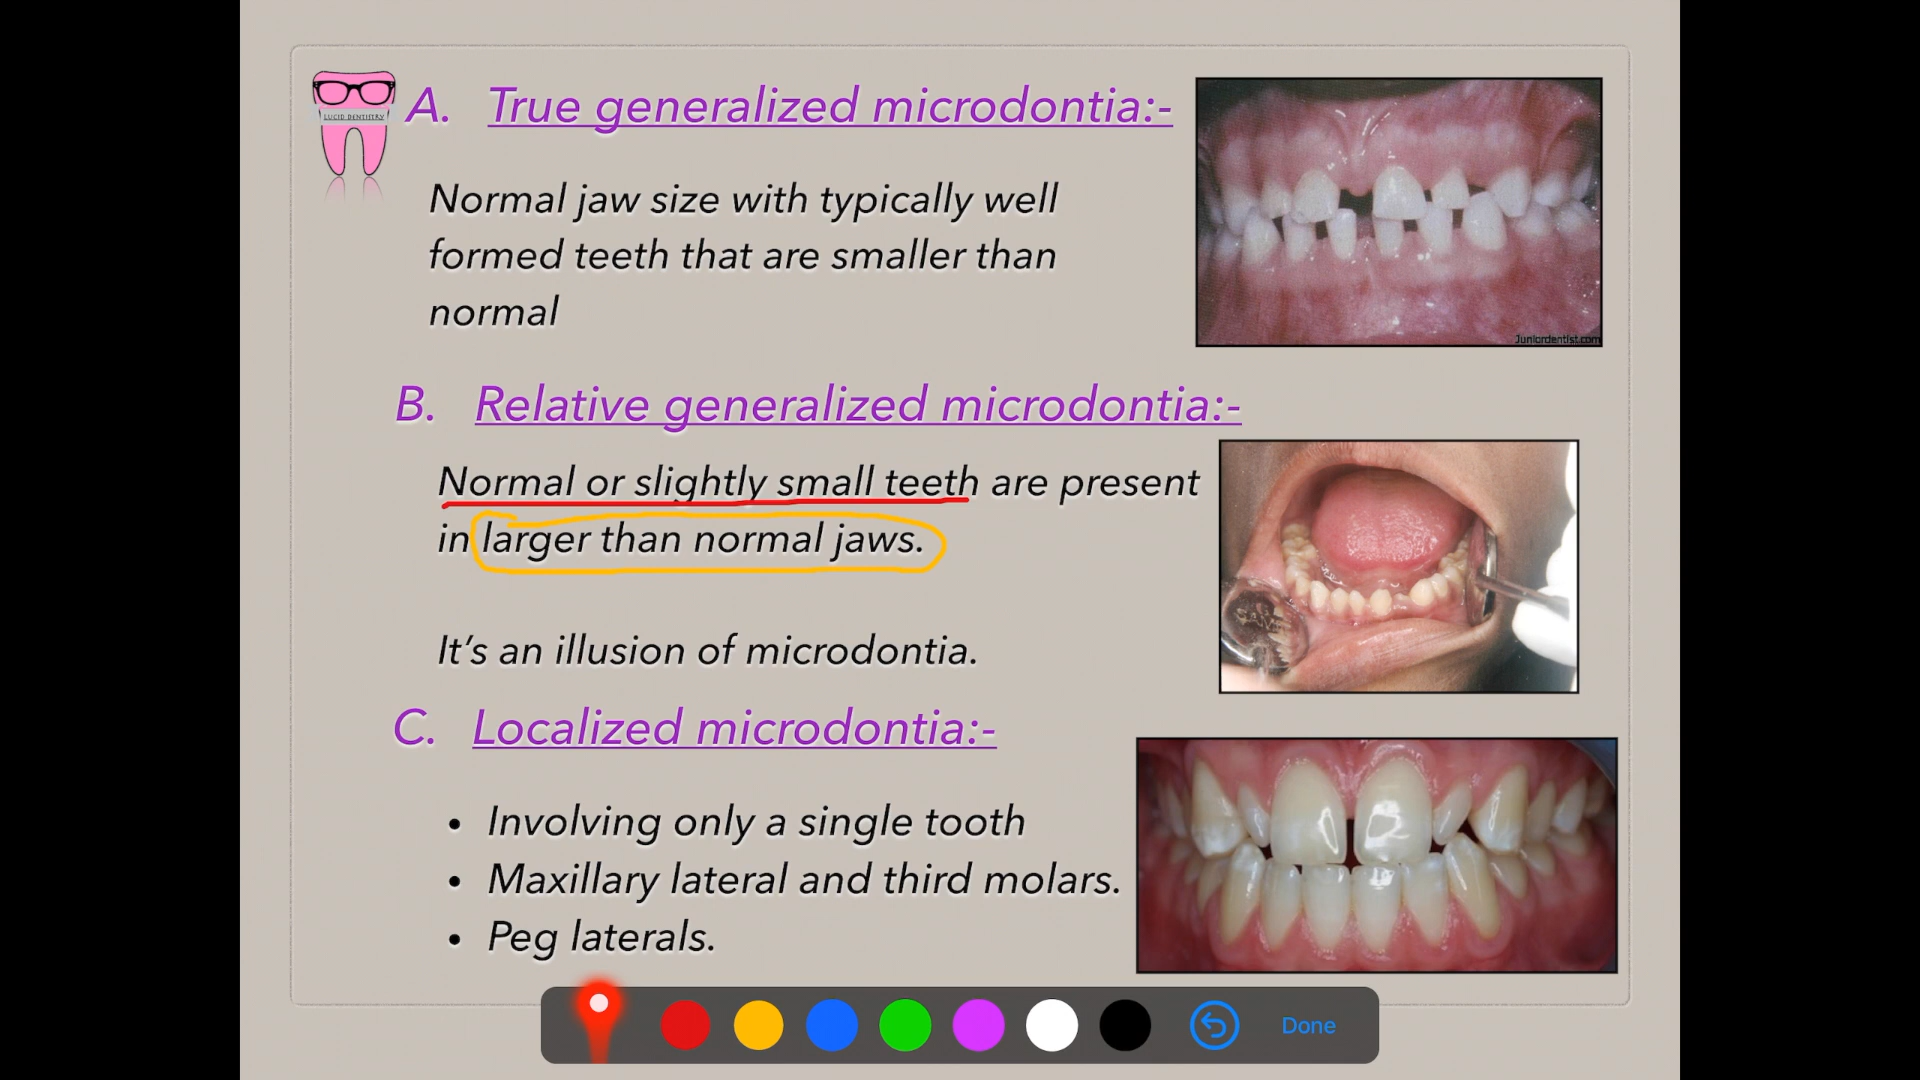 LUCID DENTISTRY
A. True generalized microdontia:-
Normal jaw size with typically well
formed teeth that are smaller than
normal
Juniordentist.com
B. Relative generalized microdontia:-
Normal or slightly small teeth are present
in larger than normal jaws.
It's an illusion of microdontia.
C. Localized microdontia:-
• Involving only a single tooth
• Maxillary lateral and third molars.
• Peg laterals.
Done